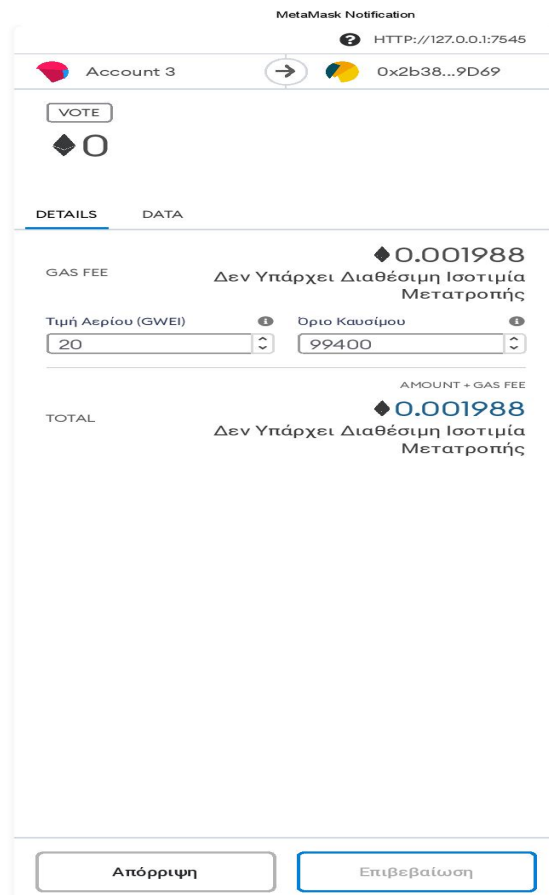 MetaMask Notification
HTTP://127.0.0.1:7545
Account 3
0x2b38...9D69
VOTE
0
DETAILS DATA
GAS FEE
0.001988
Δεν Υπάρχει Διαθέσιμη Ισοτιμία
Μετατροπής
Τιμή Αερίου (GWEI) Όριο Καυσίμου
20 99400
AMOUNT + GAS FEE
TOTAL
0.001988
Δεν Υπάρχει Διαθέσιμη Ισοτιμία
Μετατροπής
Απόρριψη Επιβεβαίωση